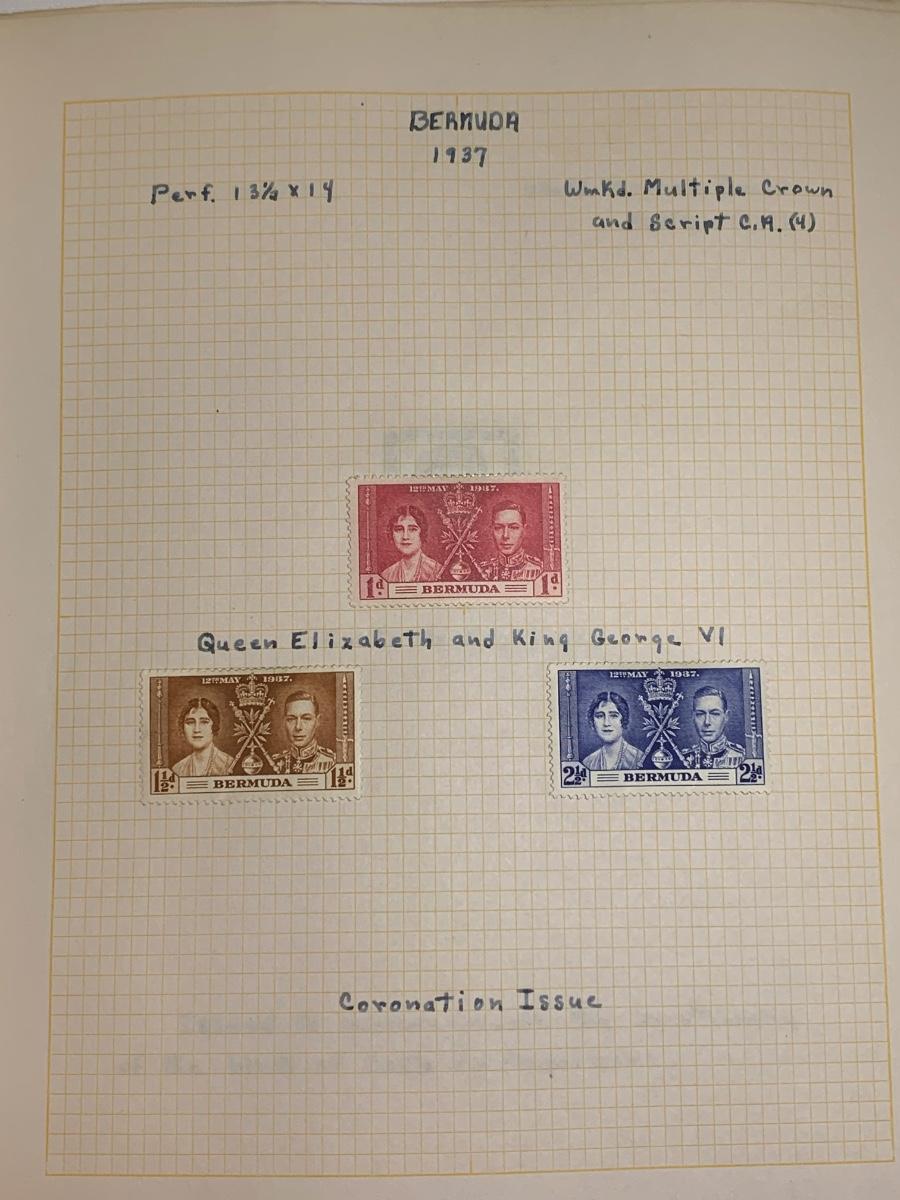 BERMUDA
1937
Perf. 13½ x 14
Wmkd. Multiple Crown
and Script C.A. (4)
12TH MAY 1937.
1d. BERMUDA 1d.
Queen Elizabeth and King George VI
12TH MAY 1937.
1½d. BERMUDA 1½d.
12TH MAY 1937.
2½d. BERMUDA 2½d.
Coronation Issue